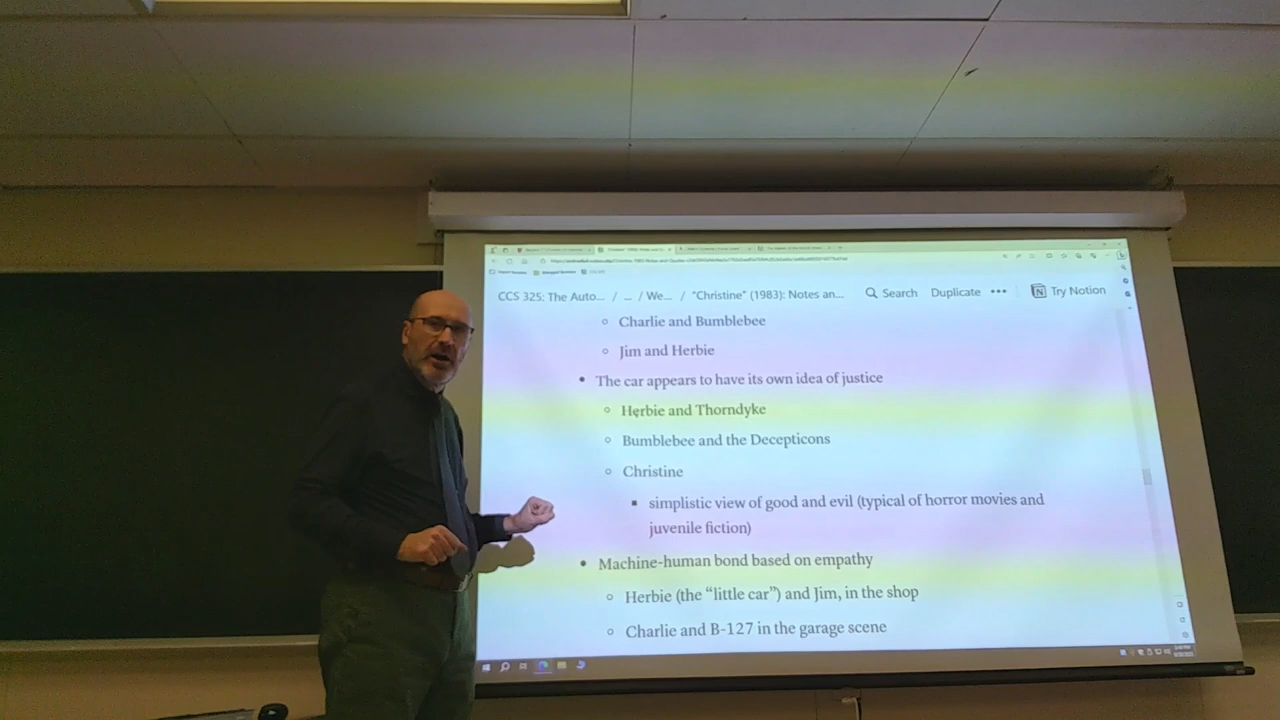 CCS 325: The Auto... / ... / We... / "Christine" (1983): Notes an... Search Duplicate ••• Try Notion
Charlie and Bumblebee
Jim and Herbie
The car appears to have its own idea of justice
Herbie and Thorndyke
Bumblebee and the Decepticons
Christine
simplistic view of good and evil (typical of horror movies and
juvenile fiction)
Machine-human bond based on empathy
Herbie (the “little car”) and Jim, in the shop
Charlie and B-127 in the garage scene